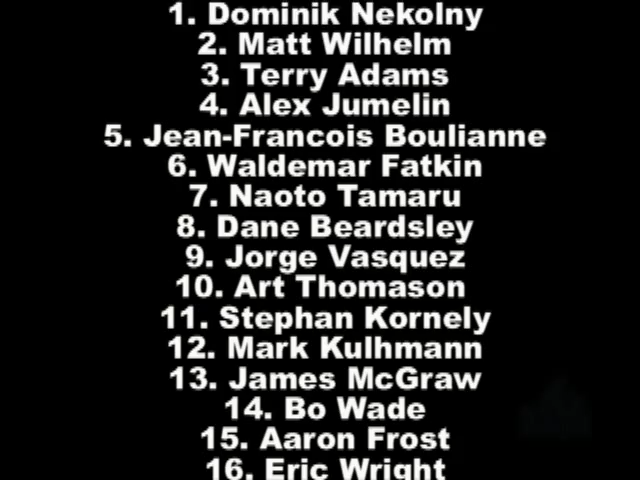 1. Dominik Nekolny
2. Matt Wilhelm
3. Terry Adams
4. Alex Jumelin
5. Jean-Francois Boulianne
6. Waldemar Fatkin
7. Naoto Tamaru
8. Dane Beardsley
9. Jorge Vasquez
10. Art Thomason
11. Stephan Kornely
12. Mark Kulhmann
13. James McGraw
14. Bo Wade
15. Aaron Frost
16. Eric Wright